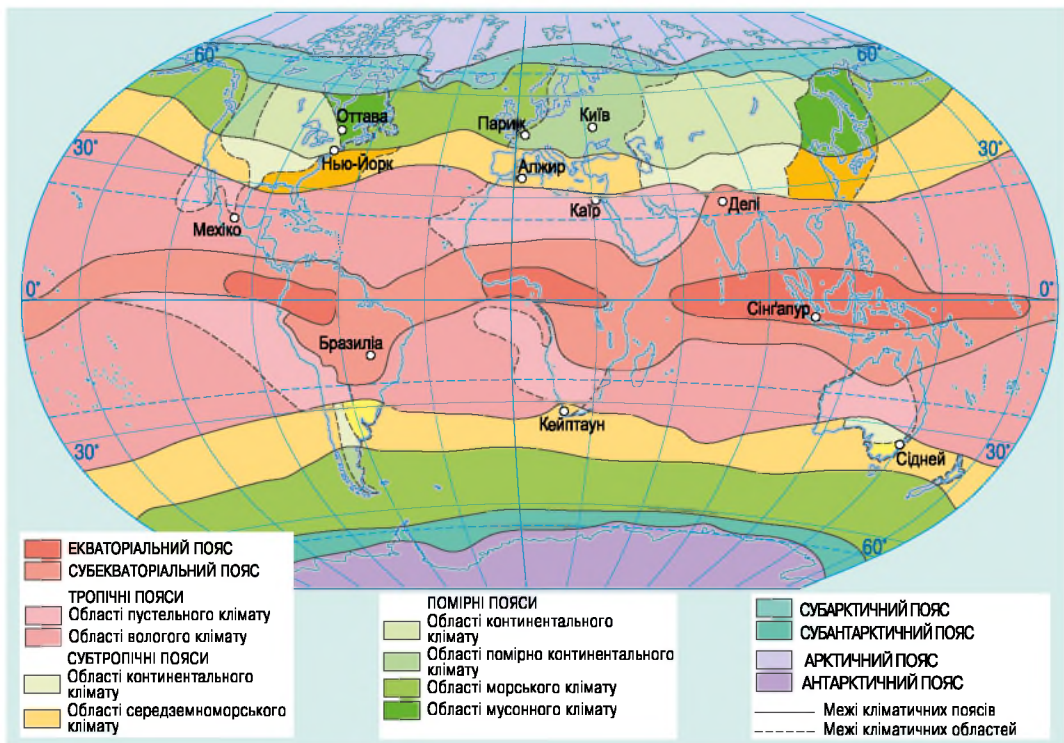 60°
60°
Оттава
Париж
Київ
30°
Нью-Йорк
Алжир
30°
Каїр
Делі
Мехіко
0°
0°
Сінґапур
Бразиліа
Кейптаун
30°
30°
Сідней
60°
ЕКВАТОРІАЛЬНИЙ ПОЯС
СУБЕКВАТОРІАЛЬНИЙ ПОЯС
ТРОПІЧНІ ПОЯСИ
Області пустельного клімату
Області вологого клімату
СУБТРОПІЧНІ ПОЯСИ
Області континентального
клімату
Області середземноморського
клімату
ПОМІРНІ ПОЯСИ
Області континентального
клімату
Області помірно континентального
клімату
Області морського клімату
Області мусонного клімату
СУБАРКТИЧНИЙ ПОЯС
СУБАНТАРКТИЧНИЙ ПОЯС
АРКТИЧНИЙ ПОЯС
АНТАРКТИЧНИЙ ПОЯС
Межі кліматичних поясів
Межі кліматичних областей